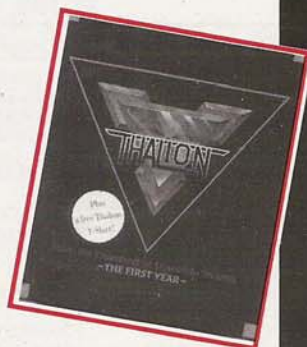 THALION
Plus
a free Thalion
T-Shirt!
~THE FIRST YEAR~